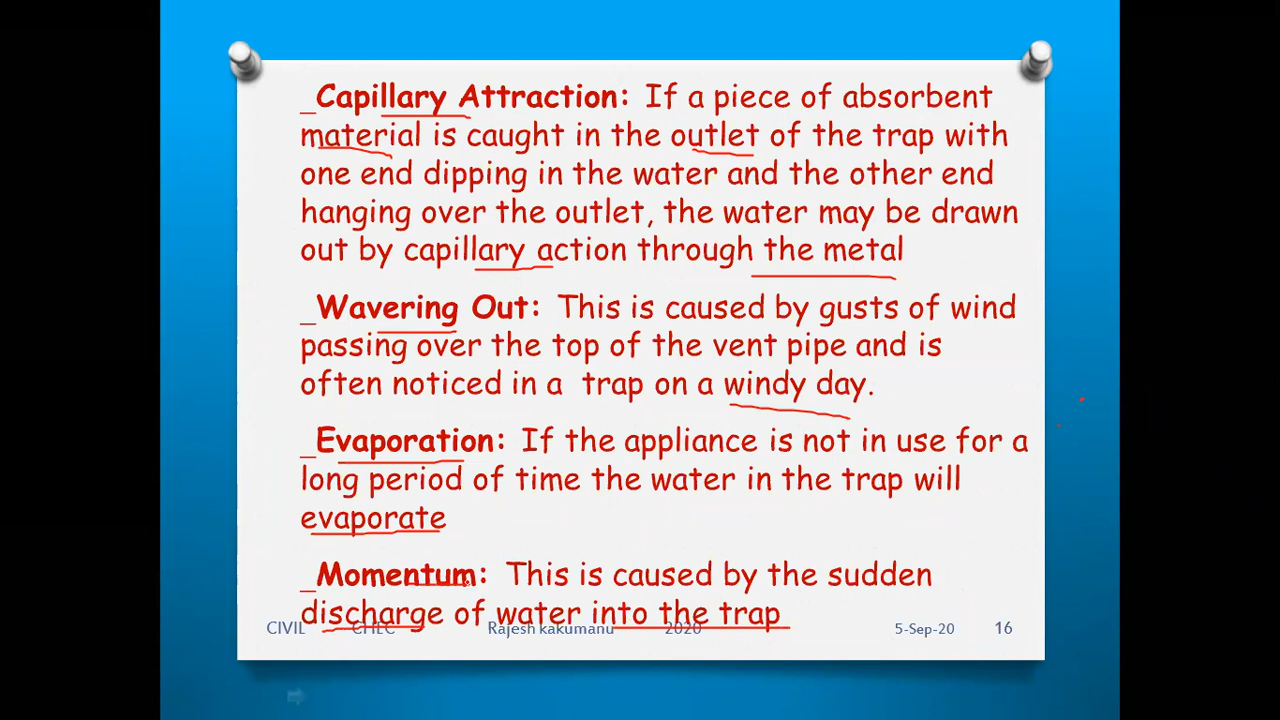 _Capillary Attraction: If a piece of absorbent
material is caught in the outlet of the trap with
one end dipping in the water and the other end
hanging over the outlet, the water may be drawn
out by capillary action through the metal
_Wavering Out: This is caused by gusts of wind
passing over the top of the vent pipe and is
often noticed in a trap on a windy day.
_Evaporation: If the appliance is not in use for a
long period of time the water in the trap will
evaporate
_Momentum: This is caused by the sudden
discharge of water into the trap
CIVIL CHEC Rajesh kakumanu 2020 5-Sep-20 16